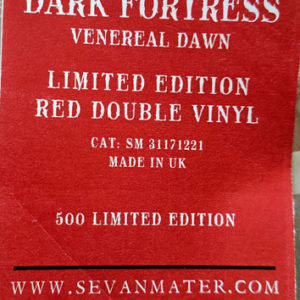 DARK FORTRESS
VENEREAL DAWN
LIMITED EDITION
RED DOUBLE VINYL
CAT: SM 31171221
MADE IN UK
500 LIMITED EDITION
WWW.SEVANMATER.COM